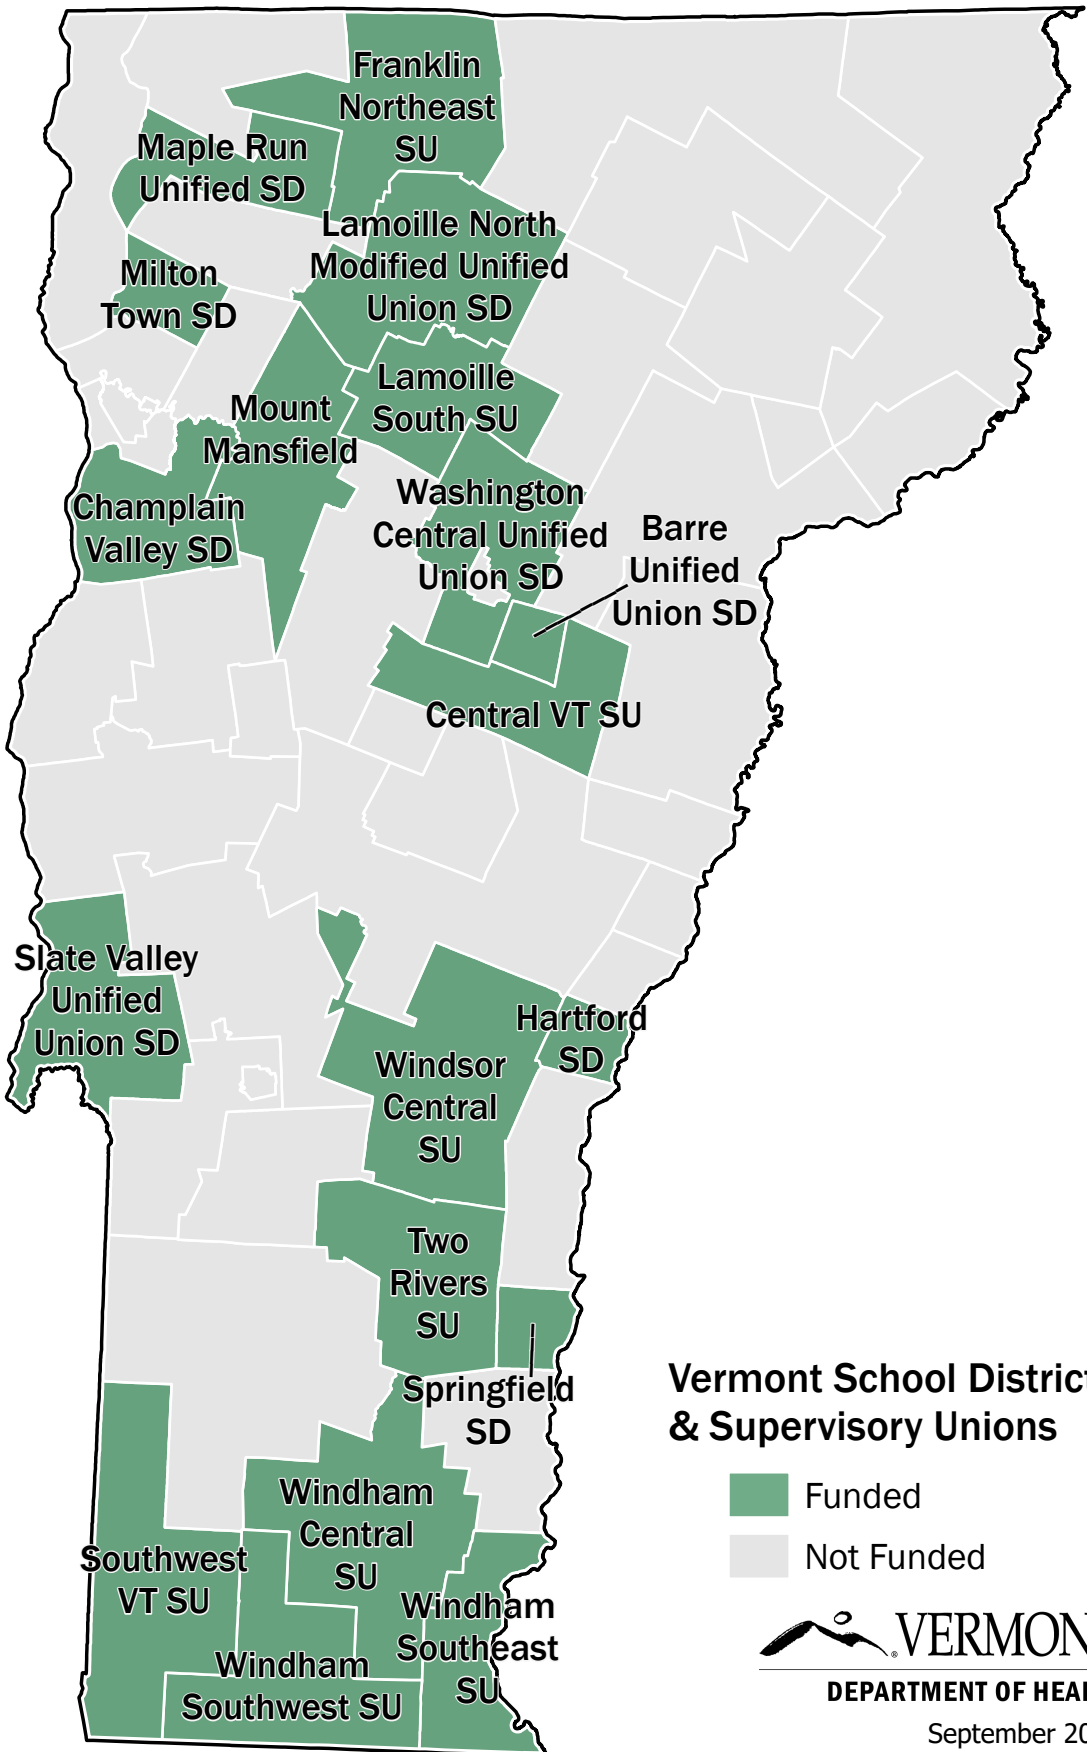 Franklin
Northeast
SU
Maple Run
Unified SD
Lamoille North
Modified Unified
Union SD
Milton
Town SD
Lamoille
South SU
Mount
Mansfield
Washington
Central Unified
Union SD
Champlain
Valley SD
Barre
Unified
Union SD
Central VT SU
Slate Valley
Unified
Union SD
Hartford
SD
Windsor
Central
SU
Two
Rivers
SU
Springfield
SD
Vermont School District
& Supervisory Unions
Funded
Not Funded
Windham
Central
SU
Southwest
VT SU
Windham
Southeast
SU
Windham
Southwest SU
VERMON
DEPARTMENT OF HEA
September 20